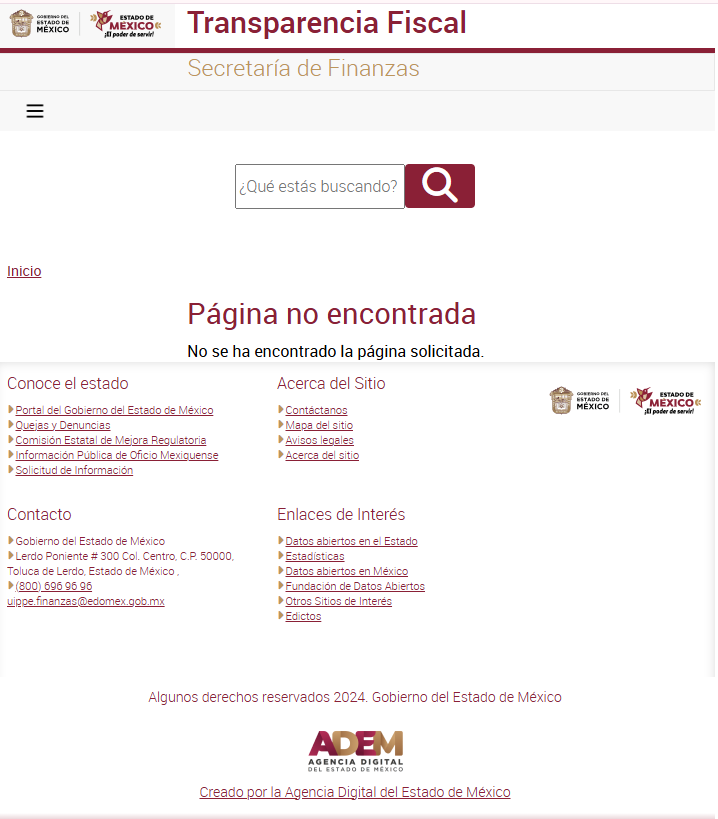 GOBIERNO DEL
ESTADO DE
MÉXICO
ESTADO DE
MÉXICO
¡El poder de servir!
Transparencia Fiscal
Secretaría de Finanzas
¿Qué estás buscando?
Inicio
Página no encontrada
No se ha encontrado la página solicitada.
Conoce el estado
Portal del Gobierno del Estado de México
Quejas y Denuncias
Comisión Estatal de Mejora Regulatoria
Información Pública de Oficio Mexiquense
Solicitud de Información
Acerca del Sitio
Contáctanos
Mapa del sitio
Avisos legales
Acerca del sitio
GOBIERNO DEL
ESTADO DE
MÉXICO
ESTADO DE
MÉXICO
¡El poder de servir!
Contacto
Gobierno del Estado de México
Lerdo Poniente # 300 Col. Centro, C.P. 50000,
Toluca de Lerdo, Estado de México ,
(800) 696 96 96
uippe.finanzas@edomex.gob.mx
Enlaces de Interés
Datos abiertos en el Estado
Estadísticas
Datos abiertos en México
Fundación de Datos Abiertos
Otros Sitios de Interés
Edictos
Algunos derechos reservados 2024. Gobierno del Estado de México
ADEM
AGENCIA DIGITAL
DEL ESTADO DE MÉXICO
Creado por la Agencia Digital del Estado de México